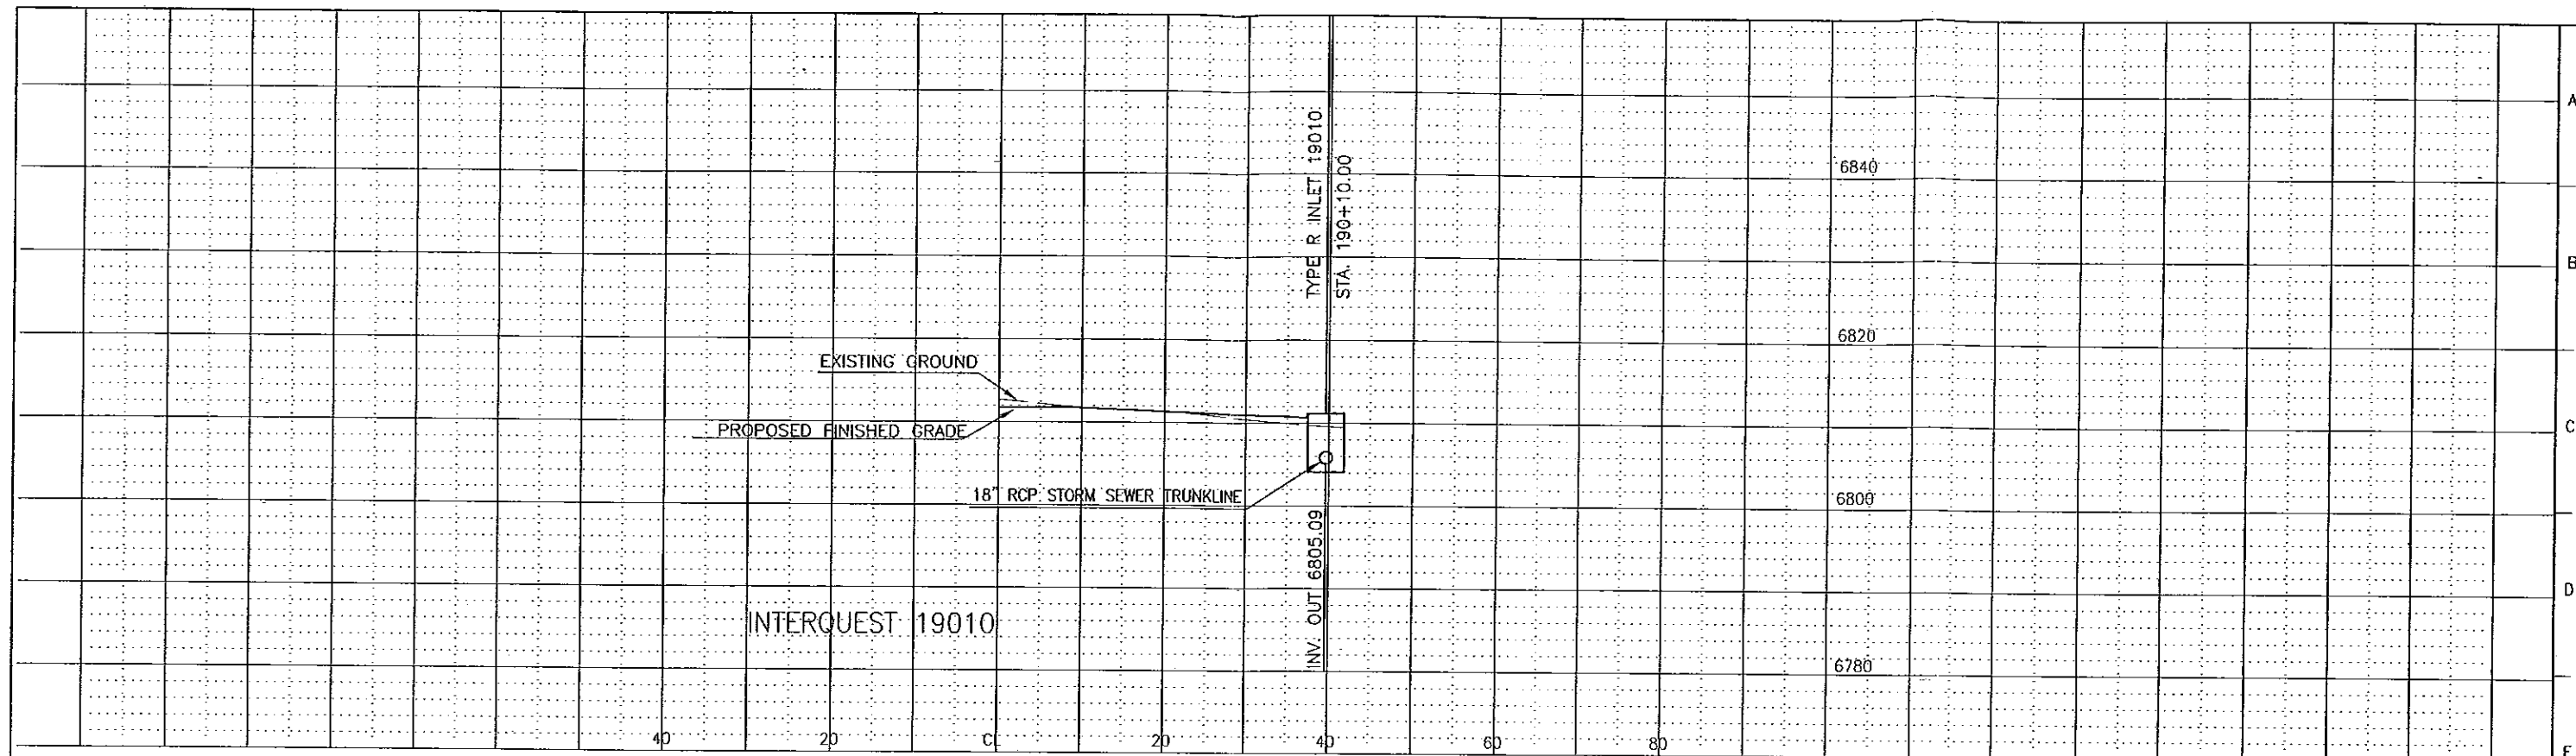 A
TYPE R INLET 19010
STA. 190+10.00
6840
B
6820
EXISTING GROUND
PROPOSED FINISHED GRADE
C
18" RCP STORM SEWER TRUNKLINE
6800
INV. OUT 6805.09
D
INTERQUEST 19010
6780
40
20
C
20
40
60
80
E